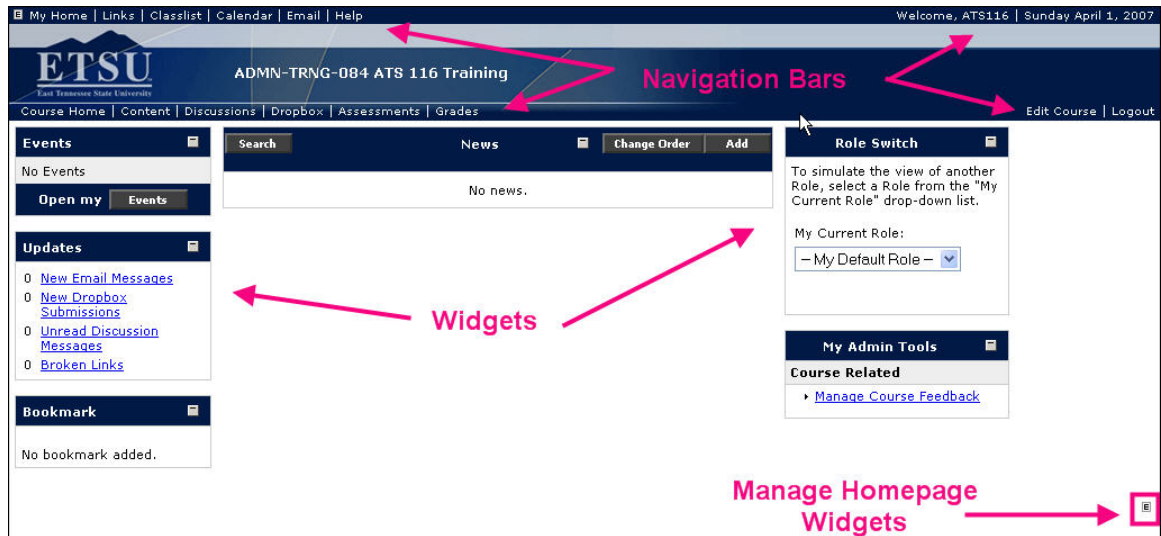 E My Home | Links | Classlist | Calendar | Email | Help
Welcome, ATS116 | Sunday April 1, 2007
ETSU
East Tennessee State University
ADMN-TRNG-084 ATS 116 Training
Navigation Bars
Course Home | Content | Discussions | Dropbox | Assessments | Grades
Edit Course | Logout
Events
No Events
Open my Events
Search News Change Order Add
No news.
Role Switch
To simulate the view of another
Role, select a Role from the "My
Current Role" drop-down list.
My Current Role:
– My Default Role –
Updates
0 New Email Messages
0 New Dropbox
Submissions
0 Unread Discussion
Messages
0 Broken Links
Widgets
My Admin Tools
Course Related
Manage Course Feedback
Bookmark
No bookmark added.
Manage Homepage
Widgets
E